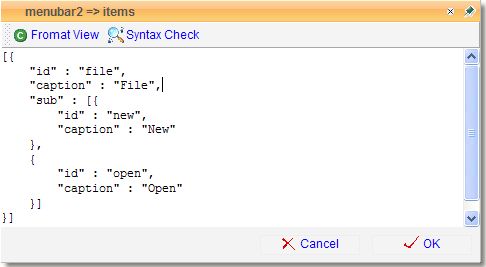 menubar2 => items
Fromat View Syntax Check
[{
    "id" : "file",
    "caption" : "File",
    "sub" : [{
        "id" : "new",
        "caption" : "New"
    },
    {
        "id" : "open",
        "caption" : "Open"
    }]
}]
Cancel OK